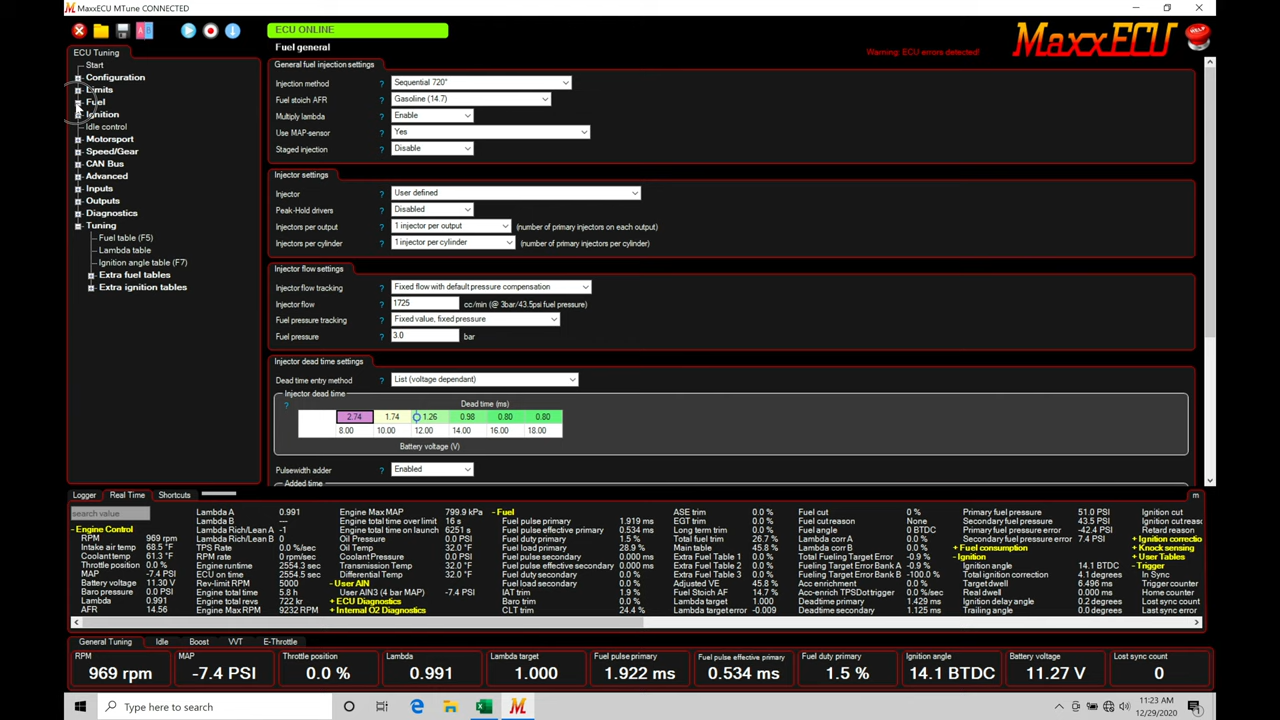 MaxxECU MTune CONNECTED
ECU ONLINE
Warning: ECU errors detected!
MaxxECU
HELP
ECU Tuning
Start
Configuration
Limits
Fuel
Ignition
Idle control
Motorsport
Speed/Gear
CAN Bus
Advanced
Inputs
Outputs
Diagnostics
Tuning
Fuel table (F5)
Lambda table
Ignition angle table (F7)
Extra fuel tables
Extra ignition tables
Fuel general
General fuel injection settings
Injection method ? Sequential 720°
Fuel stoich AFR ? Gasoline (14.7)
Multiply lambda ? Enable
Use MAP-sensor ? Yes
Staged injection ? Disable
Injector settings
Injector ? User defined
Peak-Hold drivers ? Disabled
Injectors per output ? 1 injector per output (number of primary injectors on each output)
Injectors per cylinder ? 1 injector per cylinder (number of primary injectors per cylinder)
Injector flow settings
Injector flow tracking ? Fixed flow with default pressure compensation
Injector flow ? 1725 cc/min (@ 3bar/43.5psi fuel pressure)
Fuel pressure tracking ? Fixed value, fixed pressure
Fuel pressure ? 3.0 bar
Injector dead time settings
Dead time entry method ? List (voltage dependant)
Injector dead time
? Dead time (ms)
2.74 1.74 1.26 0.98 0.80 0.80
8.00 10.00 12.00 14.00 16.00 18.00
Battery voltage (V)
Pulsewidth adder ? Enabled
Added time
Logger Real Time Shortcuts m
search value
- Engine Control
RPM 969 rpm
Intake air temp 68.5 °F
Coolant temp 61.3 °F
Throttle position 0.0 %
MAP -7.4 PSI
Battery voltage 11.30 V
Baro pressure 0.0 kPa
Lambda 0.991
AFR 14.56
Lambda A 0.991
Lambda B ---
Lambda Rich/Lean A -1
Lambda Rich/Lean B 0
TPS Rate 0.0 %/sec
RPM rate 0 rpm/sec
Engine runtime 2554.3 sec
ECU on time 2554.5 sec
Rev-limit RPM 5000
Engine total time 5.8 h
Engine total revs 722 kr
Engine Max RPM 9232 RPM
Engine Max MAP 799.9 kPa
Engine total time over limit 16 s
Engine total time on launch 6251 s
Oil Pressure 0.0 PSI
Oil Temp 32.0 °F
CoolantPressure 0.0 PSI
Transmission Temp 32.0 °F
Differential Temp 32.0 °F
- User AIN
User AIN3 (4 bar MAP) -7.4 PSI
+ ECU Diagnostics
+ Internal O2 Diagnostics
- Fuel
Fuel pulse primary 1.919 ms
Fuel pulse effective primary 0.534 ms
Fuel duty primary 1.5 %
Fuel load primary 28.9 %
Fuel pulse secondary 0.000 ms
Fuel pulse effective secondary 0.000 ms
Fuel duty secondary 0.0 %
Fuel load secondary 0.0 %
IAT trim 1.9 %
Baro trim 0.0 %
CLT trim 24.4 %
ASE trim 0.0 %
EGT trim 0.0 %
Long term trim 0.0 %
Total fuel trim 26.7 %
Main table 45.8 %
Extra Fuel Table 1 0.0 %
Extra Fuel Table 2 0.0 %
Extra Fuel Table 3 0.0 %
Adjusted VE 45.8 %
Fuel Stoich AF 14.7
Lambda target 1.000
Lambda target error -0.009
Fuel cut 0 %
Fuel cut reason None
Retard angle 0 BTDC
Lambda corr A 0.0 %
Lambda corr B 0.0 %
Total Fueling Target Error -0.9 %
Fueling Target Error Bank A -0.9 %
Fueling Target Error Bank B -100.0 %
Acc enrichment 0.0 %
Acc-enrich TPSDot trigger 0.0 %/sec
Deadtime primary 1.429 ms
Deadtime secondary 1.125 ms
Primary fuel pressure 51.0 PSI
Secondary fuel pressure 43.5 PSI
Primary fuel pressure error -42.4 PSI
Secondary fuel pressure error 7.4 PSI
+ Fuel consumption
- Ignition
Ignition angle 14.1 BTDC
Total ignition correction 4.1 degrees
Target dwell 6.496 ms
Real dwell 0.000 ms
Ignition delay angle 0.2 degrees
Trailing angle 0.0 degrees
Ignition cut
Ignition cut reaso
Retard reason
+ Ignition correctio
+ Knock sensing
+ User Tables
- Trigger
In Sync
Trigger counter
Home counter
Lost sync count
Last lost sync c
General Tuning Idle Boost VVT E-Throttle
RPM
969 rpm
MAP
-7.4 PSI
Throttle position
0.0 %
Lambda
0.991
Lambda target
1.000
Fuel pulse primary
1.922 ms
Fuel pulse effective primary
0.534 ms
Fuel duty primary
1.5 %
Ignition angle
14.1 BTDC
Battery voltage
11.27 V
Lost sync count
0
Type here to search
11:23 AM
12/29/2020